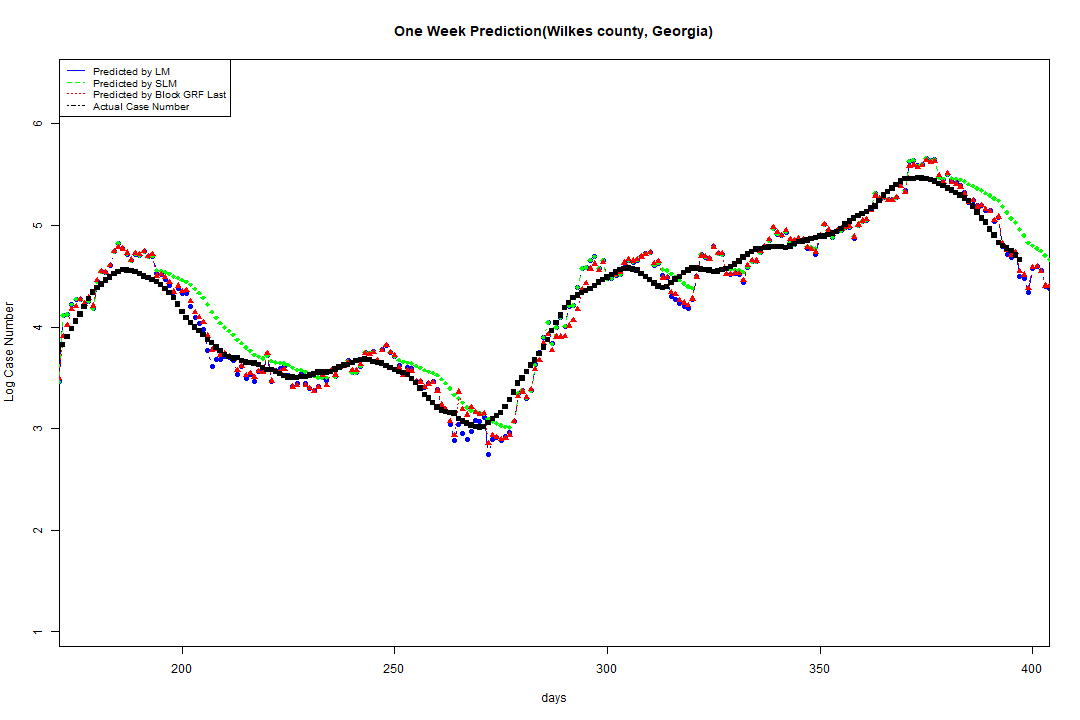 One Week Prediction(Wilkes county, Georgia)
Predicted by LM
Predicted by SLM
Predicted by Block GRF Last
Actual Case Number
6
5
4
3
2
1
Log Case Number
200 250 300 350 400
days